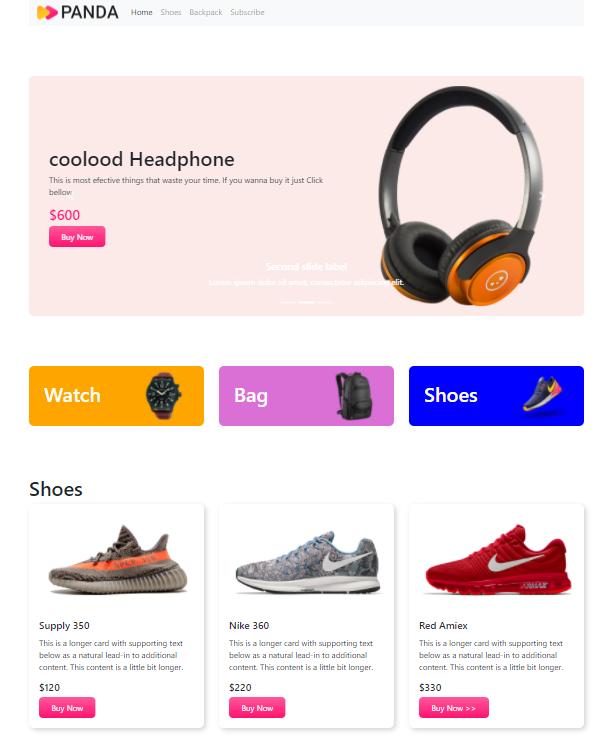 PANDA Home Shoes Backpack Subscribe
coolood Headphone
This is most efective things that waste your time. If you wanna buy it just Click
bellow
$600
Buy Now
Second slide label
Lorem ipsum dolor sit amet, consectetur adipiscing elit.
Watch
Bag
Shoes
Shoes
Supply 350
This is a longer card with supporting text
below as a natural lead-in to additional
content. This content is a little bit longer.
$120
Buy Now
Nike 360
This is a longer card with supporting text
below as a natural lead-in to additional
content. This content is a little bit longer.
$220
Buy Now
AIRMAX
Red Amiex
This is a longer card with supporting text
below as a natural lead-in to additional
content. This content is a little bit longer.
$330
Buy Now >>